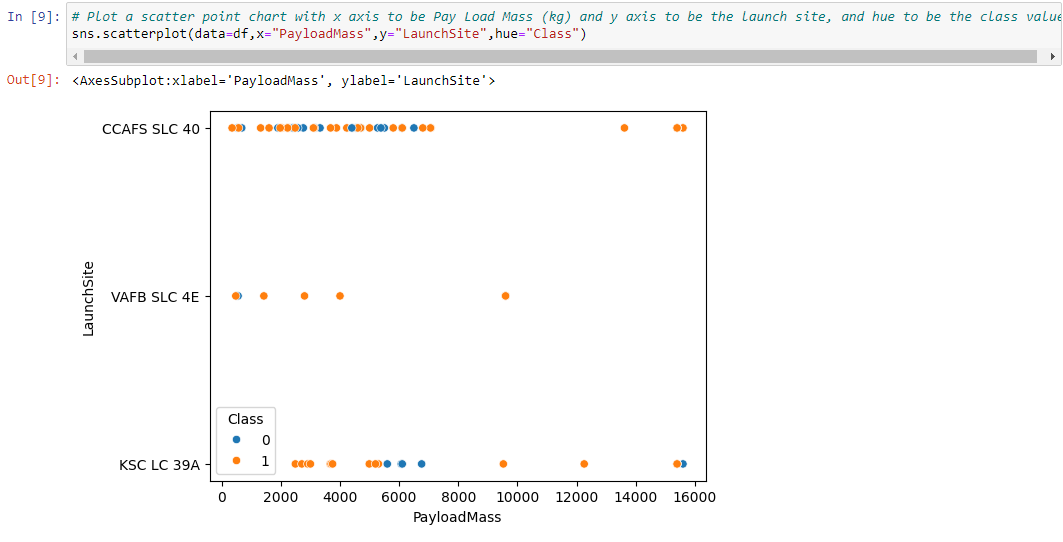 In [9]: # Plot a scatter point chart with x axis to be Pay Load Mass (kg) and y axis to be the launch site, and hue to be the class value
sns.scatterplot(data=df,x="PayloadMass",y="LaunchSite",hue="Class")
Out[9]: <AxesSubplot:xlabel='PayloadMass', ylabel='LaunchSite'>
CCAFS SLC 40
VAFB SLC 4E
KSC LC 39A
LaunchSite
Class
0
1
0 2000 4000 6000 8000 10000 12000 14000 16000
PayloadMass